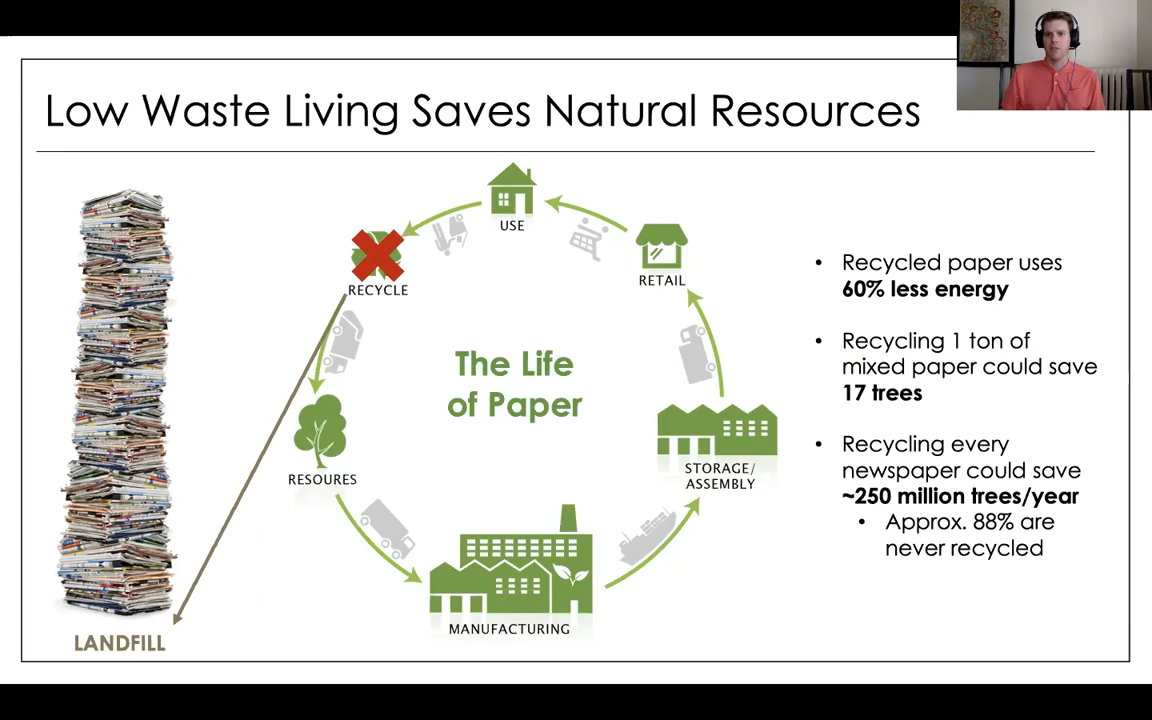 Low Waste Living Saves Natural Resources
USE
RETAIL
RECYCLE
The Life
of Paper
RESOURES
STORAGE/
ASSEMBLY
MANUFACTURING
LANDFILL
• Recycled paper uses
60% less energy
• Recycling 1 ton of
mixed paper could save
17 trees
• Recycling every
newspaper could save
~250 million trees/year
• Approx. 88% are
never recycled